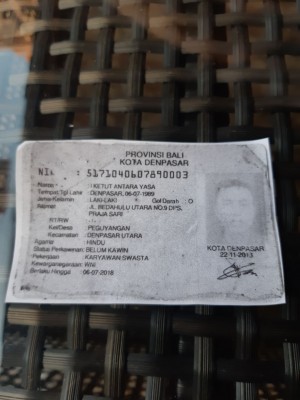 PROVINSI BALI
KOTA DENPASAR
NIK : 5171040607890003
Nama : I KETUT ANTARA YASA
Tempat/Tgl Lahir : DENPASAR, 06-07-1989
Jenis Kelamin : LAKI-LAKI Gol Darah : O
Alamat : JL. BEDAHULU UTARA NO.9 DPS.
PRAJA SARI
RT/RW
Kel/Desa : PEGUYANGAN
Kecamatan : DENPASAR UTARA
Agama : HINDU
Status Perkawinan : BELUM KAWIN
Pekerjaan : KARYAWAN SWASTA
Kewarganegaraan : WNI
Berlaku Hingga : 06-07-2018
KOTA DENPASAR
22-11-2013